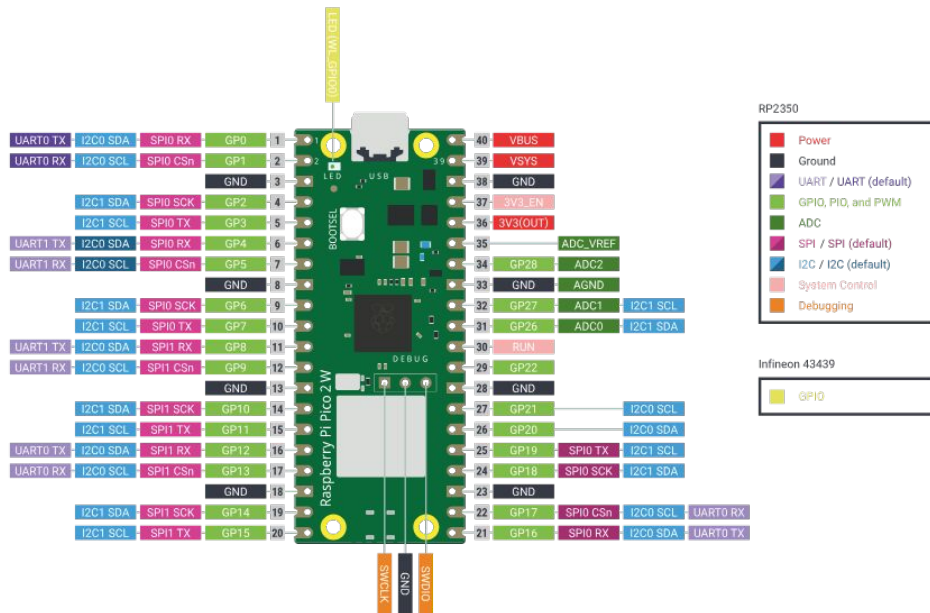 LED (WL_GPIO0)
UART0 TX I2C0 SDA SPI0 RX GP0 1 1 40 VBUS
UART0 RX I2C0 SCL SPI0 CSn GP1 2 2 39 39 VSYS
GND 3 LED USB 38 GND
I2C1 SDA SPI0 SCK GP2 4 37 3V3_EN
I2C1 SCL SPI0 TX GP3 5 BOOTSEL 36 3V3(OUT)
UART1 TX I2C0 SDA SPI0 RX GP4 6 35 ADC_VREF
UART1 RX I2C0 SCL SPI0 CSn GP5 7 34 GP28 ADC2
GND 8 33 GND AGND
I2C1 SDA SPI0 SCK GP6 9 32 GP27 ADC1 I2C1 SCL
I2C1 SCL SPI0 TX GP7 10 31 GP26 ADC0 I2C1 SDA
UART1 TX I2C0 SDA SPI1 RX GP8 11 30 RUN
UART1 RX I2C0 SCL SPI1 CSn GP9 12 DEBUG 29 GP22
GND 13 28 GND
I2C1 SDA SPI1 SCK GP10 14 27 GP21 I2C0 SCL
I2C1 SCL SPI1 TX GP11 15 26 GP20 I2C0 SDA
UART0 TX I2C0 SDA SPI1 RX GP12 16 25 GP19 SPI0 TX I2C1 SCL
UART0 RX I2C0 SCL SPI1 CSn GP13 17 24 GP18 SPI0 SCK I2C1 SDA
GND 18 23 GND
I2C1 SDA SPI1 SCK GP14 19 22 GP17 SPI0 CSn I2C0 SCL UART0 RX
I2C1 SCL SPI1 TX GP15 20 21 GP16 SPI0 RX I2C0 SDA UART0 TX
Raspberry Pi Pico 2 W
SWCLK GND SWDIO
RP2350
Power
Ground
UART / UART (default)
GPIO, PIO, and PWM
ADC
SPI / SPI (default)
I2C / I2C (default)
System Control
Debugging
Infineon 43439
GPIO